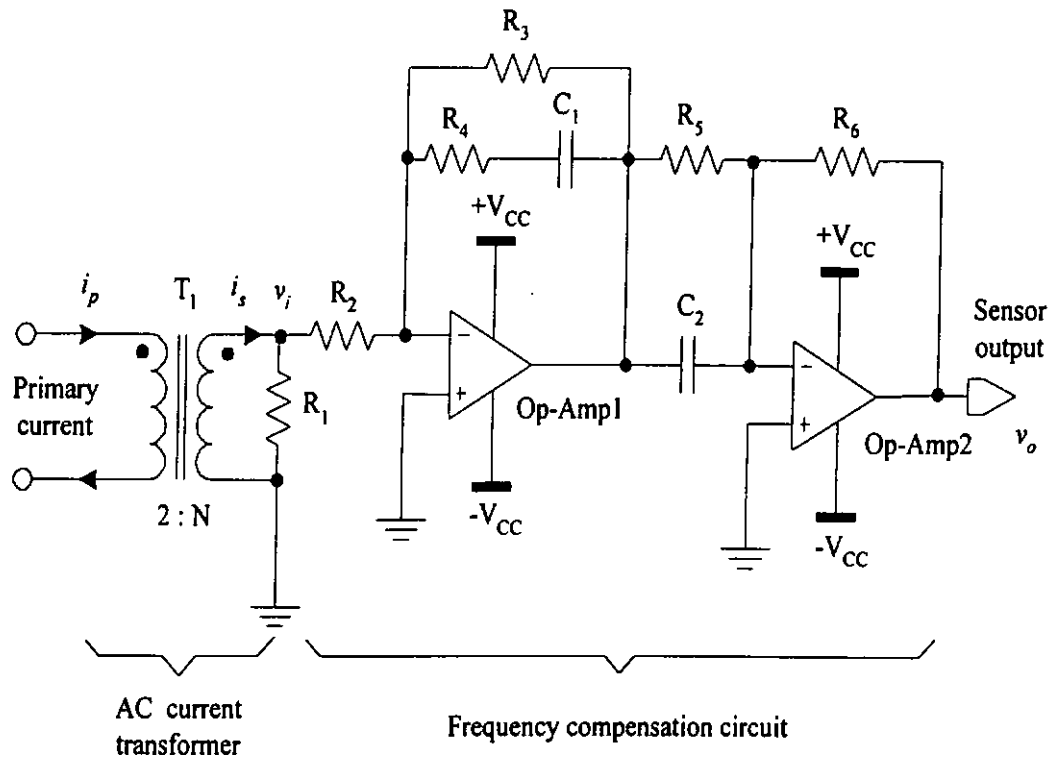 R3
C1
R4
R5
R6
+VCC
+VCC
ip
T1
is
vi
R2
C2
Sensor
output
−
+
−
+
Primary
current
R1
Op-Amp1
Op-Amp2
vo
2 : N
-VCC
-VCC
AC current
transformer
Frequency compensation circuit